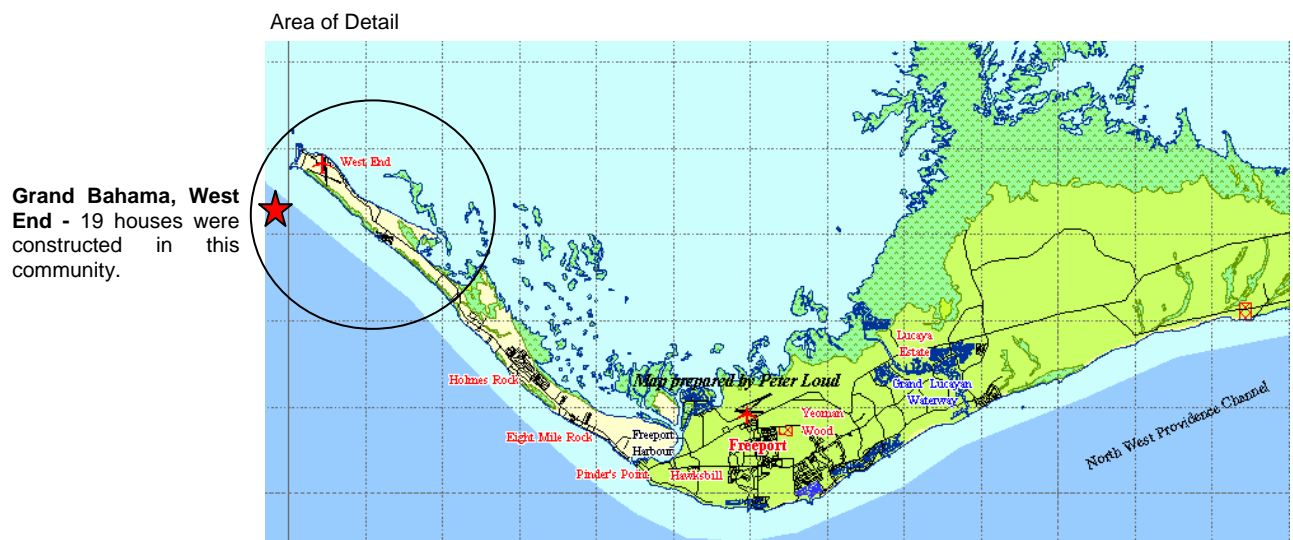 Area of Detail
Grand Bahama, West
End - 19 houses were
constructed in this
community.
West End
Lucaya
Estate
Holmes Rock
Map prepared by Peter Loud
Grand Lucayan
Waterway
Yeoman
Wood
Eight Mile Rock
Freeport
Harbour
Freeport
Pinder's Point
Hawksbill
North West Providence Channel